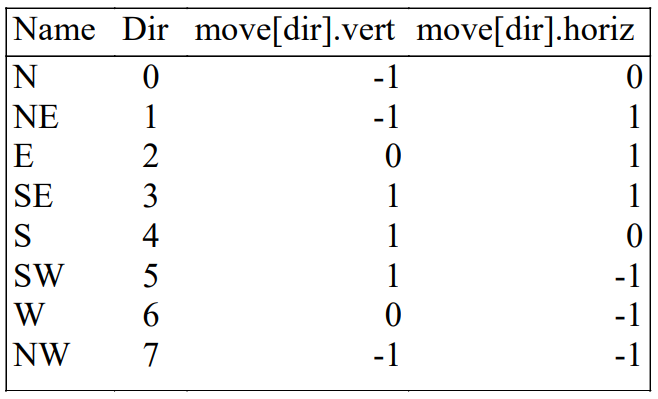 Name Dir move[dir].vert move[dir].horiz
N 0 -1 0
NE 1 -1 1
E 2 0 1
SE 3 1 1
S 4 1 0
SW 5 1 -1
W 6 0 -1
NW 7 -1 -1